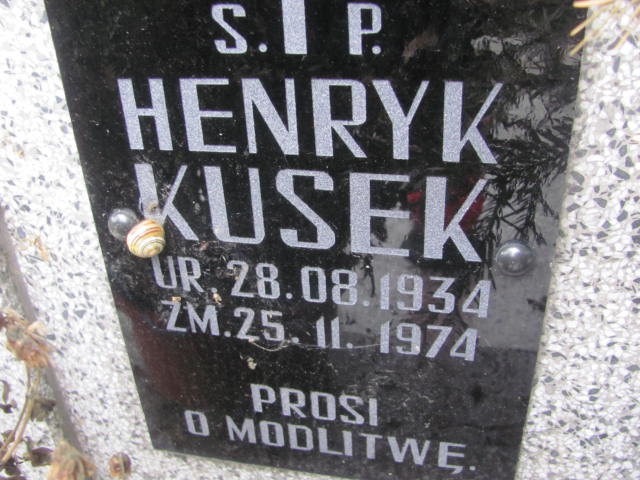 S. P.
HENRYK
KUSEK
UR. 28.08.1934
ZM. 25. 11. 1974
PROSI
O MODLITWĘ.